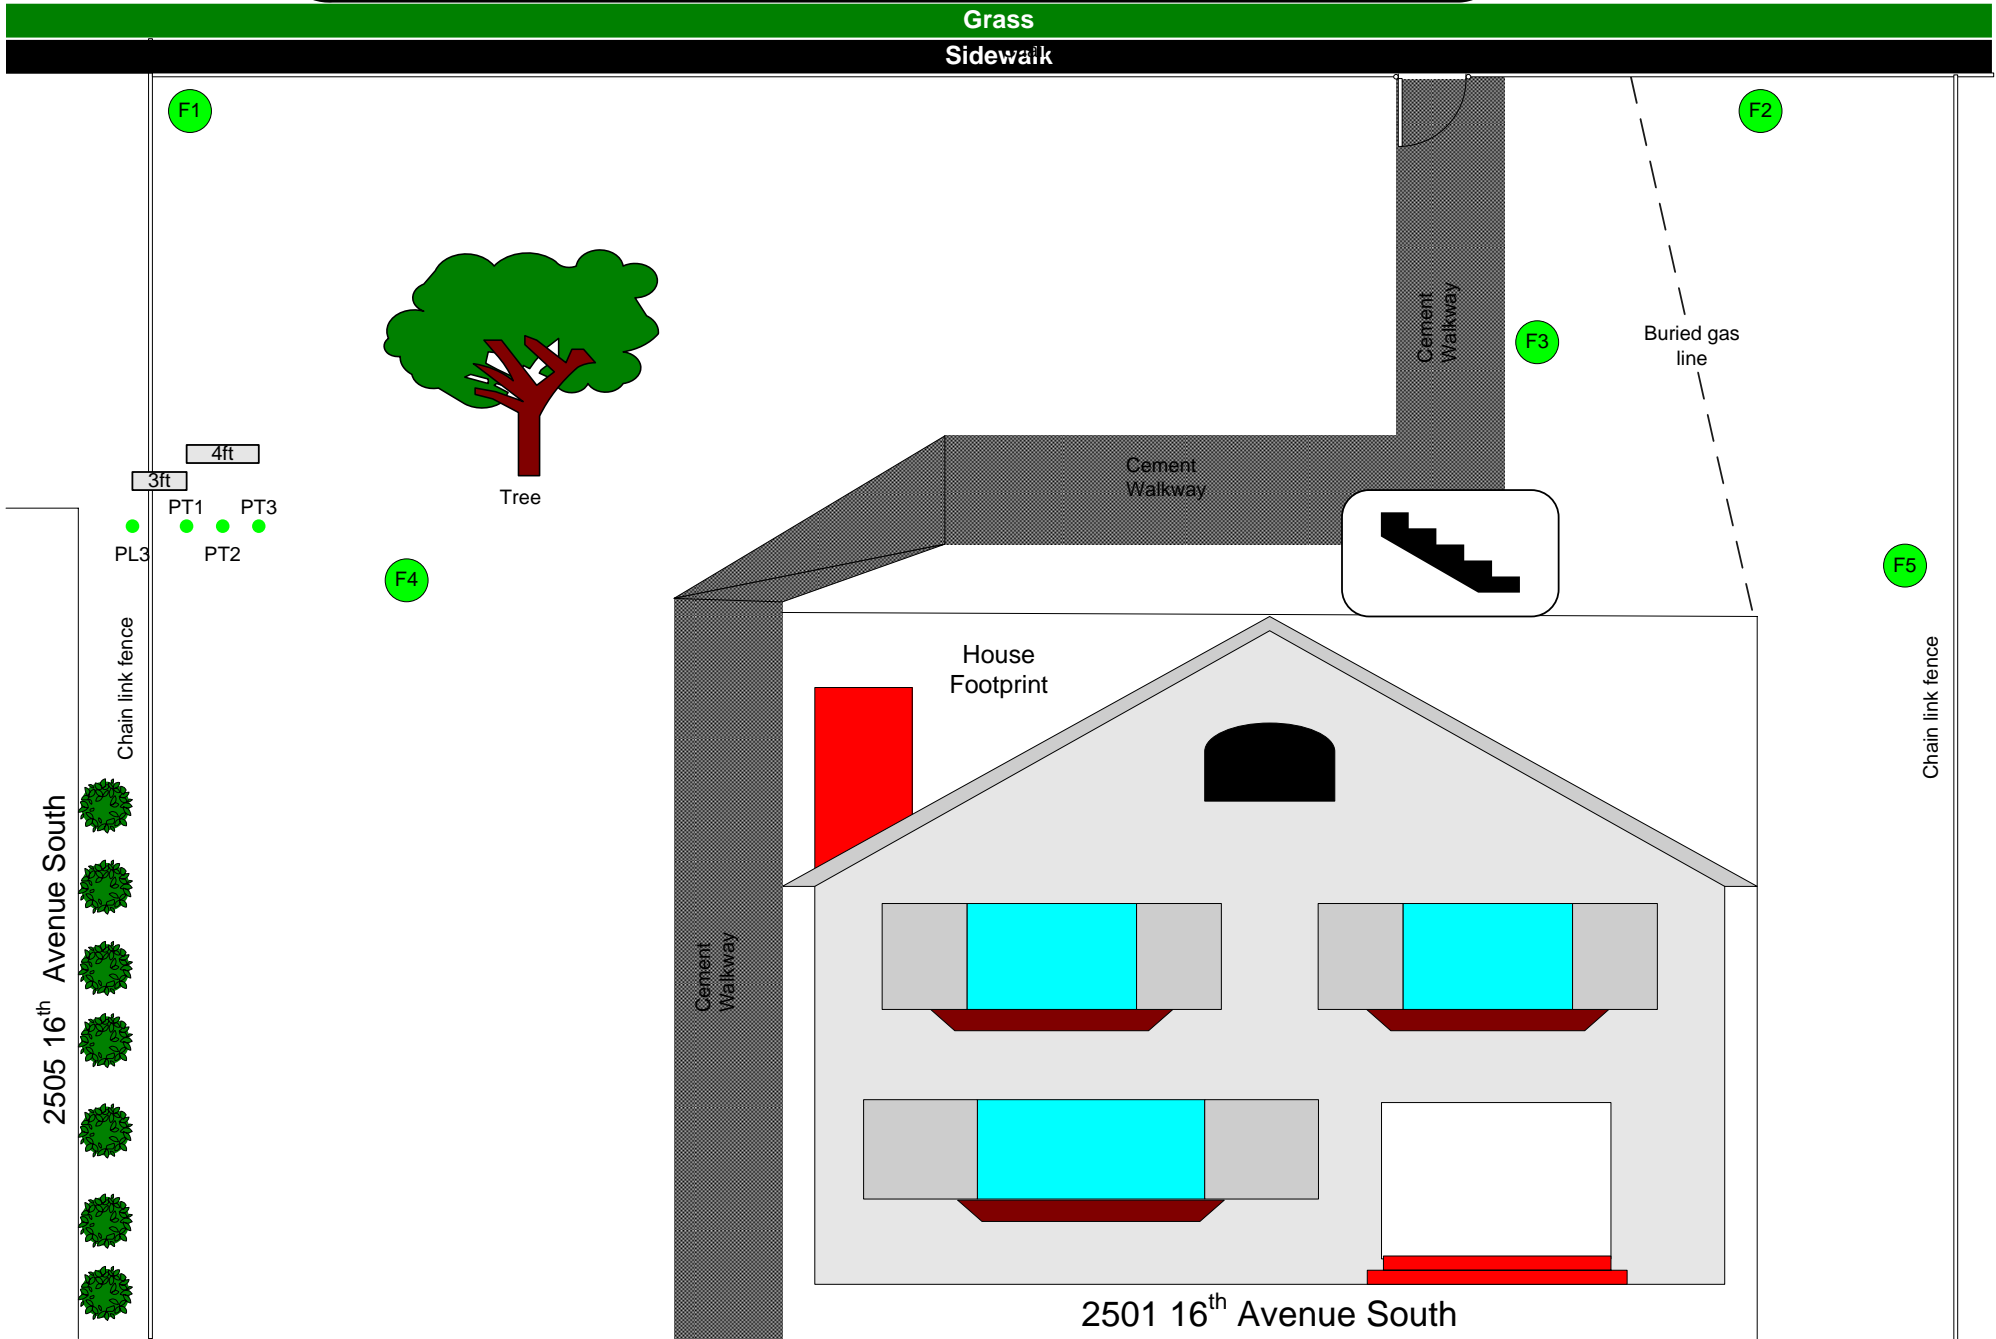 Grass
Sidewalk
F1
F2
Cement
Walkway
F3
Buried gas
line
4ft
3ft
Cement
Walkway
Tree
PT1
PT3
PL3
PT2
F4
F5
Chain link fence
House
Footprint
Chain link fence
2505 16th Avenue South
Cement
Walkway
2501 16th Avenue South